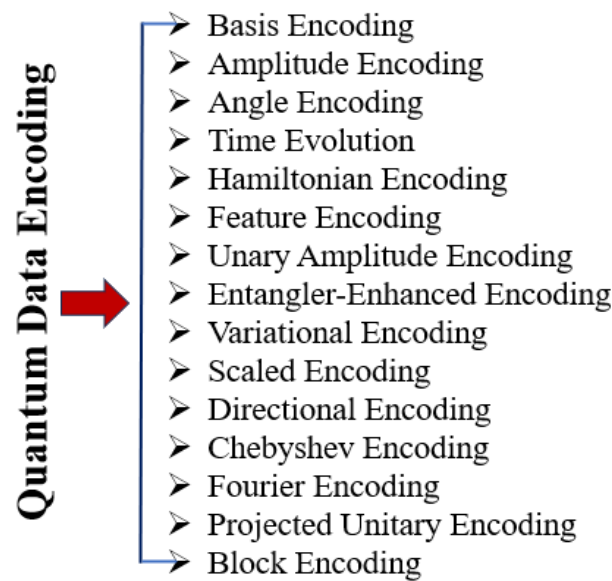 Quantum Data Encoding
➤ Basis Encoding
➤ Amplitude Encoding
➤ Angle Encoding
➤ Time Evolution
➤ Hamiltonian Encoding
➤ Feature Encoding
➤ Unary Amplitude Encoding
➤ Entangler-Enhanced Encoding
➤ Variational Encoding
➤ Scaled Encoding
➤ Directional Encoding
➤ Chebyshev Encoding
➤ Fourier Encoding
➤ Projected Unitary Encoding
➤ Block Encoding